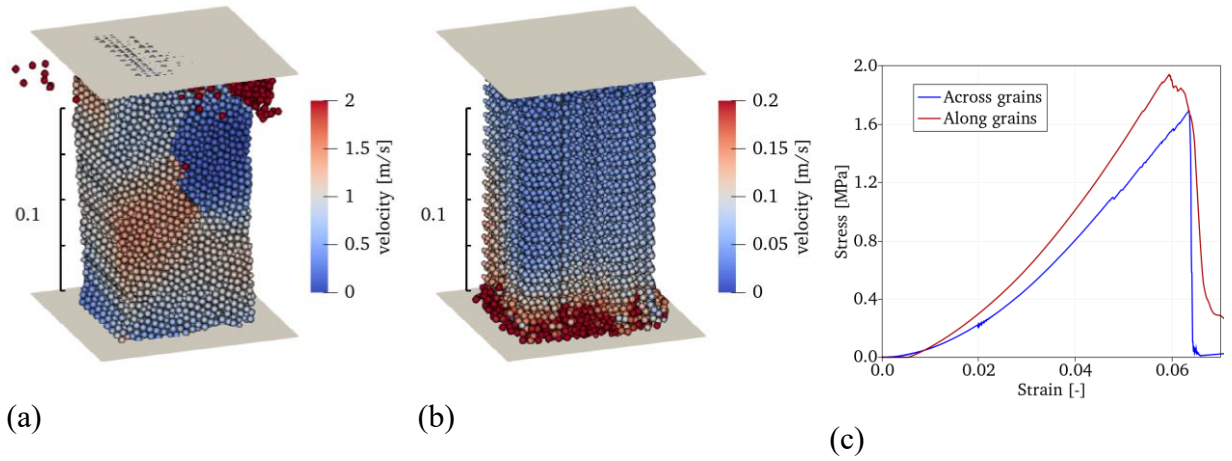 2
1.5
velocity [m/s]
1
0.5
0
0.1
(a)
0.2
0.15
velocity [m/s]
0.1
0.05
0
0.1
(b)
2.0
1.6
1.2
0.8
0.4
0.0
Stress [MPa]
Across grains
Along grains
0.0 0.02 0.04 0.06
Strain [-]
(c)